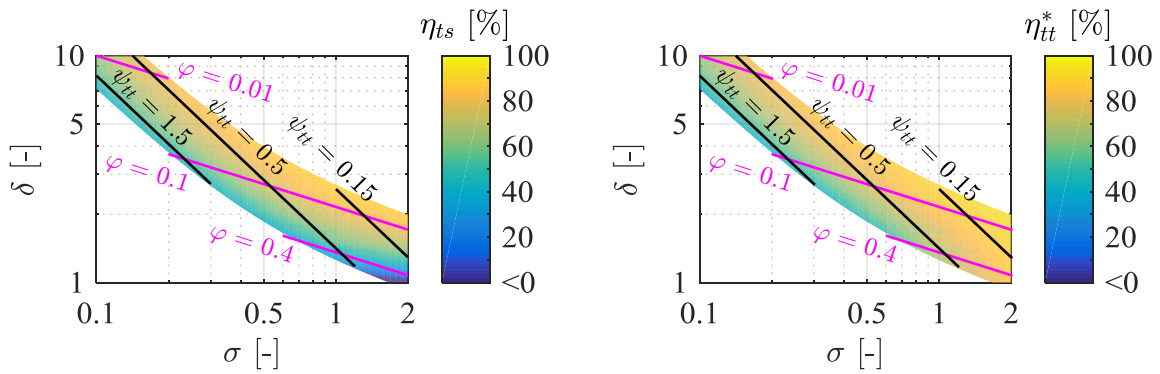 η_ts [%]
10
5
1
δ [-]
0.1
0.5
1
2
σ [-]
ψ_tt = 1.5
ψ_tt = 0.5
ψ_tt = 0.15
φ = 0.01
φ = 0.1
φ = 0.4
100
80
60
40
20
<0
η*_tt [%]
10
5
1
δ [-]
0.1
0.5
1
2
σ [-]
ψ_tt = 1.5
ψ_tt = 0.5
ψ_tt = 0.15
φ = 0.01
φ = 0.1
φ = 0.4
100
80
60
40
20
<0